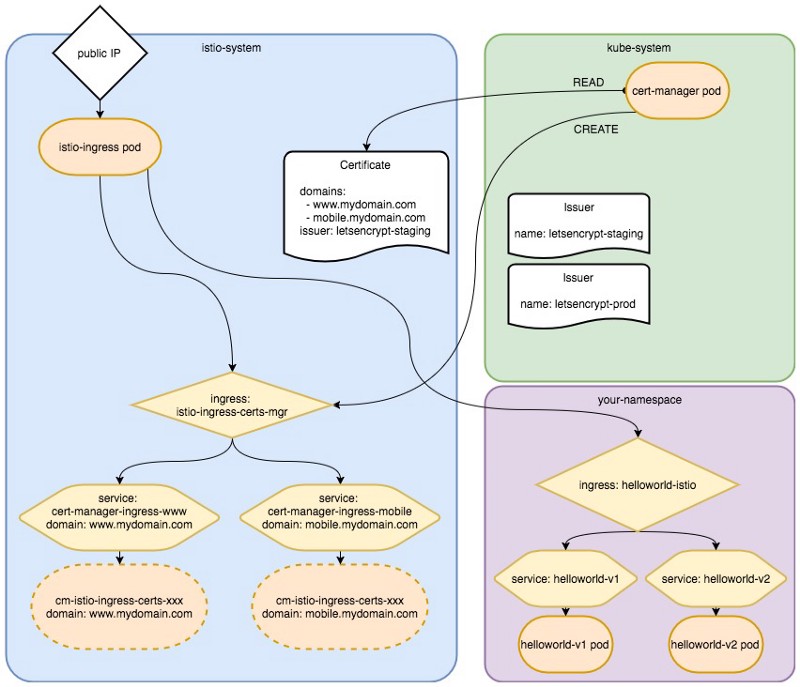 public IP
istio-system
kube-system
istio-ingress pod
READ
cert-manager pod
CREATE
Certificate
domains:
- www.mydomain.com
- mobile.mydomain.com
issuer: letsencrypt-staging
Issuer
name: letsencrypt-staging
Issuer
name: letsencrypt-prod
ingress:
istio-ingress-certs-mgr
your-namespace
ingress: helloworld-istio
service:
cert-manager-ingress-www
domain: www.mydomain.com
service:
cert-manager-ingress-mobile
domain: mobile.mydomain.com
service: helloworld-v1
service: helloworld-v2
cm-istio-ingress-certs-xxx
domain: www.mydomain.com
cm-istio-ingress-certs-xxx
domain: mobile.mydomain.com
helloworld-v1 pod
helloworld-v2 pod